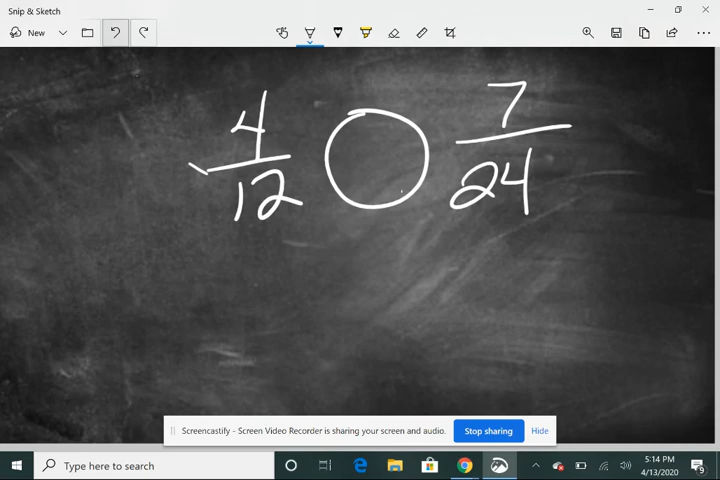 Snip & Sketch
New
4 7
12 24
Screencastify - Screen Video Recorder is sharing your screen and audio. Stop sharing Hide
Type here to search
5:14 PM
4/13/2020
9